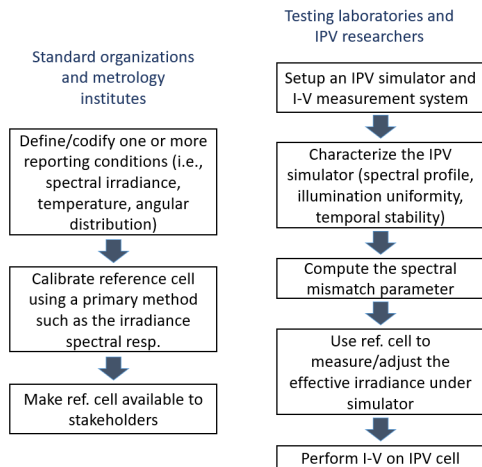 Standard organizations
and metrology
institutes
Define/codify one or more
reporting conditions (i.e.,
spectral irradiance,
temperature, angular
distribution)
Calibrate reference cell
using a primary method
such as the irradiance
spectral resp.
Make ref. cell available to
stakeholders
Testing laboratories and
IPV researchers
Setup an IPV simulator and
I-V measurement system
Characterize the IPV
simulator (spectral profile,
illumination uniformity,
temporal stability)
Compute the spectral
mismatch parameter
Use ref. cell to
measure/adjust the
effective irradiance under
simulator
Perform I-V on IPV cell